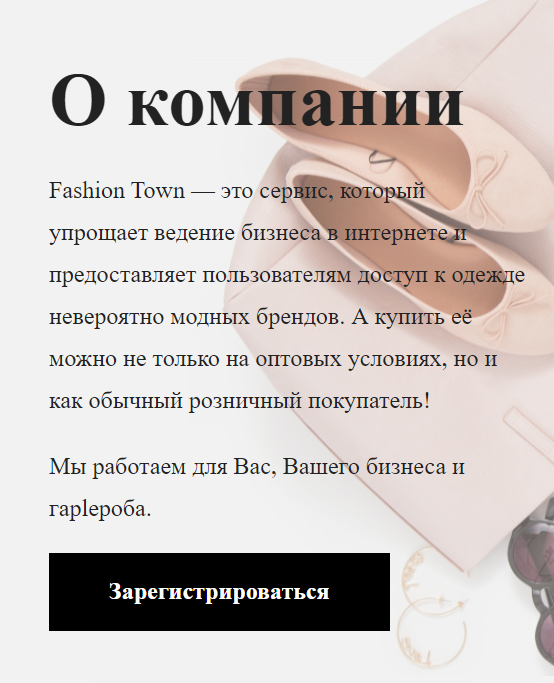 О компании
Fashion Town — это сервис, который
упрощает ведение бизнеса в интернете и
предоставляет пользователям доступ к одежде
невероятно модных брендов. А купить её
можно не только на оптовых условиях, но и
как обычный розничный покупатель!
Мы работаем для Вас, Вашего бизнеса и
гарlероба.
Зарегистрироваться